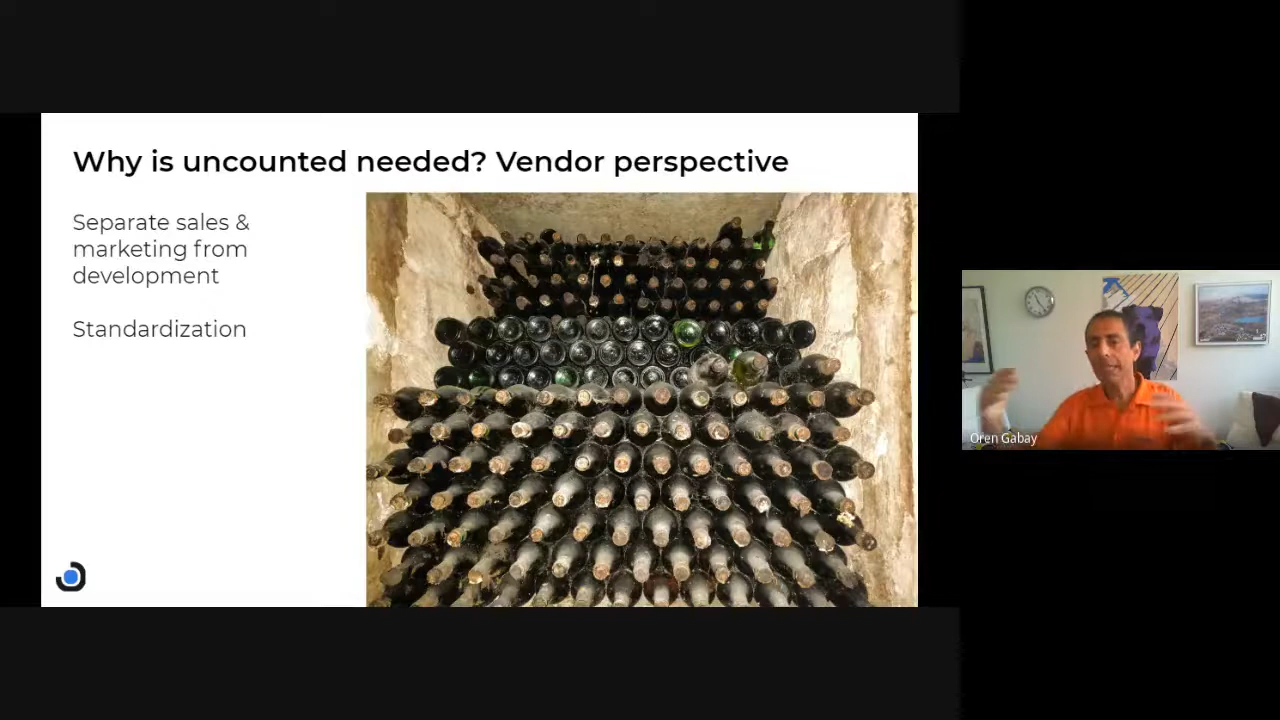 Why is uncounted needed? Vendor perspective
Separate sales &
marketing from
development
Standardization
Oren Gabay